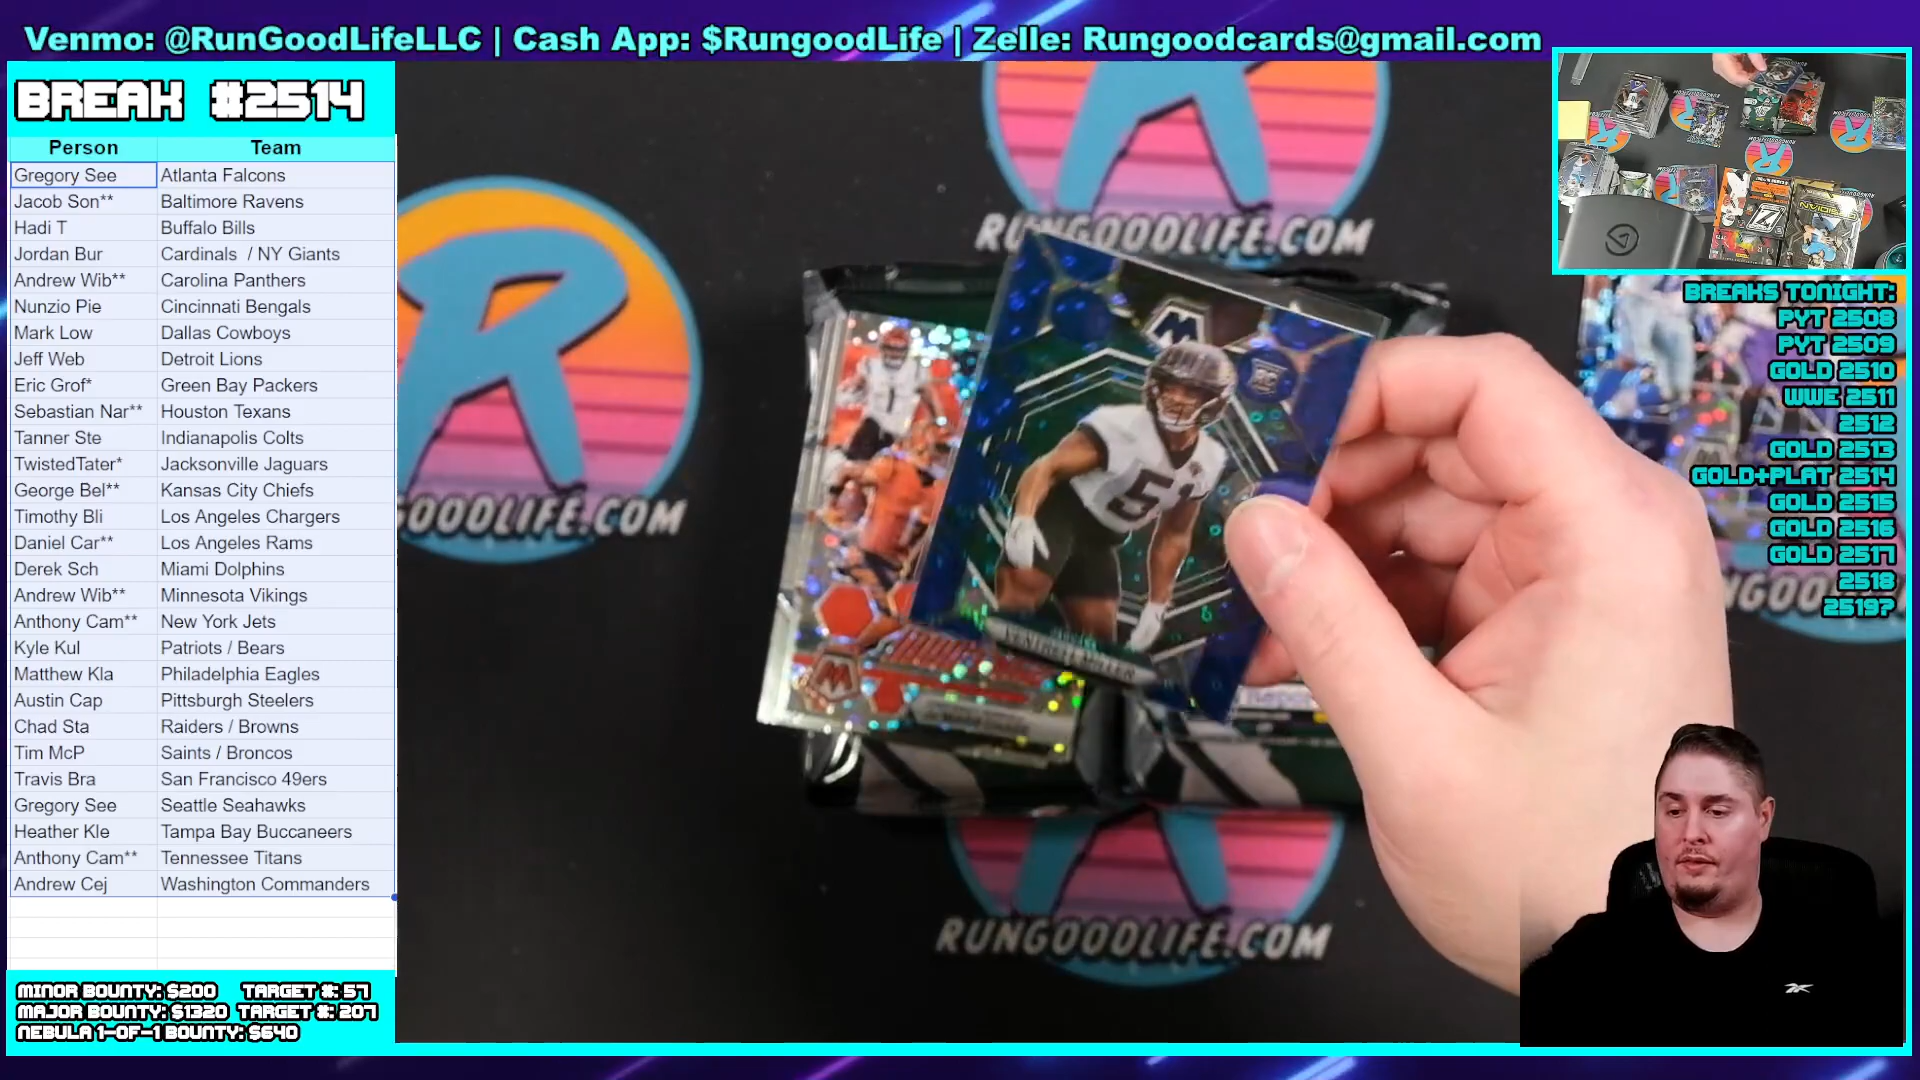 Venmo: @RunGoodLifeLLC | Cash App: $RungoodLife | Zelle: Rungoodcards@gmail.com
BREAK #2514
Person Team
Gregory See Atlanta Falcons
Jacob Son** Baltimore Ravens
Hadi T Buffalo Bills
Jordan Bur Cardinals / NY Giants
Andrew Wib** Carolina Panthers
Nunzio Pie Cincinnati Bengals
Mark Low Dallas Cowboys
Jeff Web Detroit Lions
Eric Grof* Green Bay Packers
Sebastian Nar** Houston Texans
Tanner Ste Indianapolis Colts
TwistedTater* Jacksonville Jaguars
George Bel** Kansas City Chiefs
Timothy Bli Los Angeles Chargers
Daniel Car** Los Angeles Rams
Derek Sch Miami Dolphins
Andrew Wib** Minnesota Vikings
Anthony Cam** New York Jets
Kyle Kul Patriots / Bears
Matthew Kla Philadelphia Eagles
Austin Cap Pittsburgh Steelers
Chad Sta Raiders / Browns
Tim McP Saints / Broncos
Travis Bra San Francisco 49ers
Gregory See Seattle Seahawks
Heather Kle Tampa Bay Buccaneers
Anthony Cam** Tennessee Titans
Andrew Cej Washington Commanders
MINOR BOUNTY: $200 TARGET #: 57
MAJOR BOUNTY: $1320 TARGET #: 207
NEBULA 1-OF-1 BOUNTY: $640
R
RUNGOODLIFE.COM
R
GOODLIFE.COM
51
RC
RUNGOODLIFE.COM
BREAKS TONIGHT:
PYT 2508
PYT 2509
GOLD 2510
WWE 2511
2512
GOLD 2513
GOLD+PLAT 2514
GOLD 2515
GOLD 2516
GOLD 2517
2518
2519?